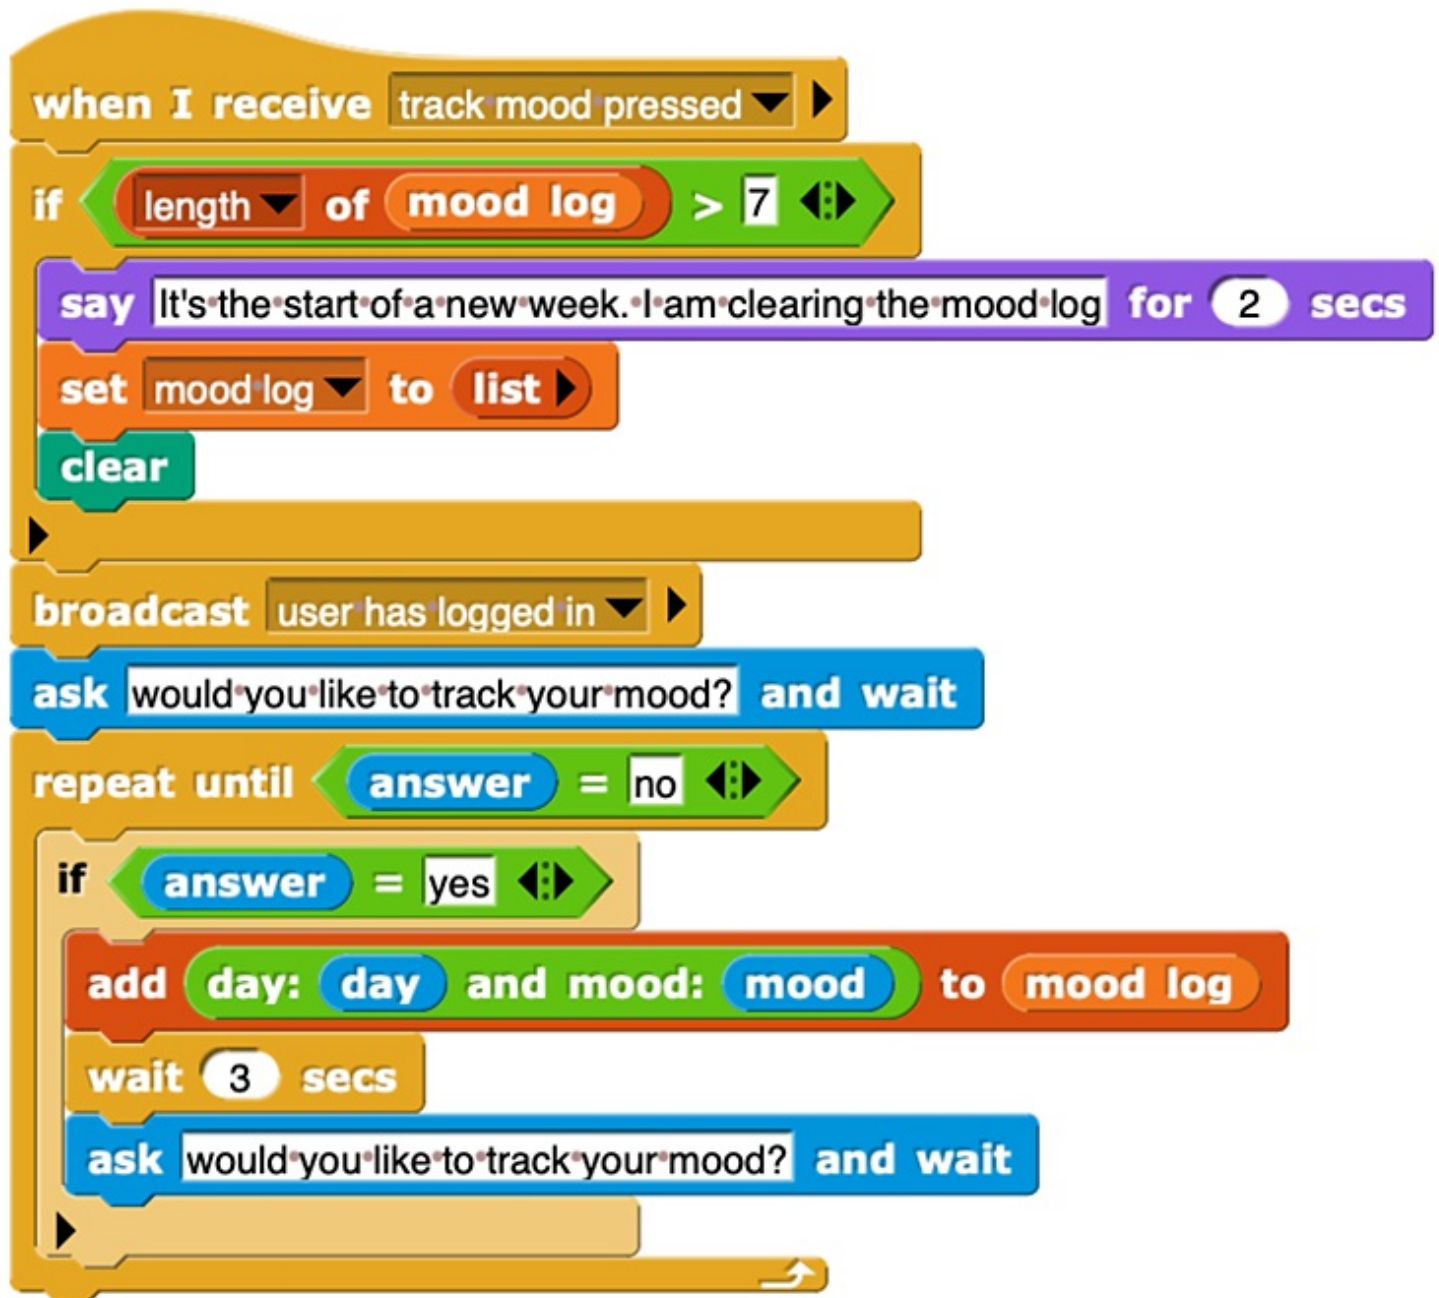 when I receive track mood pressed
if length of mood log > 7
say It's the start of a new week. I am clearing the mood log for 2 secs
set mood log to list
clear
broadcast user has logged in
ask would you like to track your mood? and wait
repeat until answer = no
if answer = yes
add day: day and mood: mood to mood log
wait 3 secs
ask would you like to track your mood? and wait